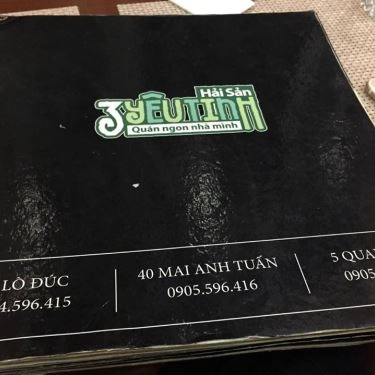 Hải Sản
3 YÊU TINH
Quán ngon nhà mình
LÒ ĐÚC
4.596.415
40 MAI ANH TUẤN
0905.596.416
5 QUA
0905